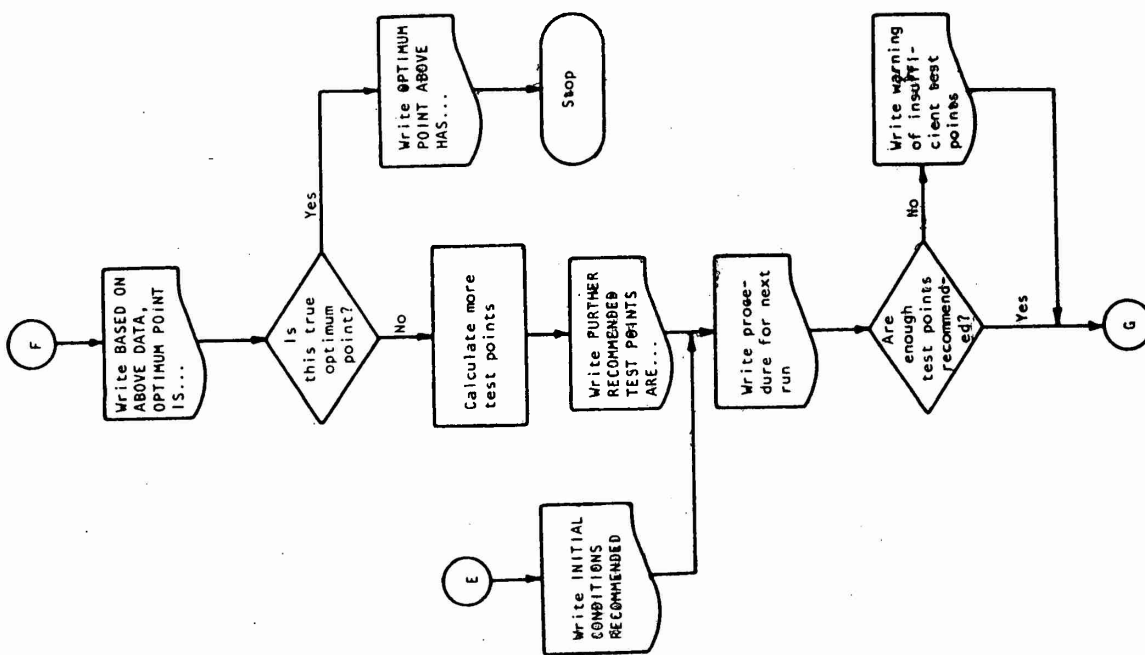 F
Write BASED ON
ABOVE DATA,
OPTIMUM POINT
IS...
Is
this true
optimum
point?
Yes
Write OPTIMUM
POINT ABOVE
HAS...
Stop
No
Calculate more
test points
Write FURTHER
RECOMMENDED
TEST POINTS
ARE...
E
Write INITIAL
CONDITIONS
RECOMMENDED
Write proce-
dure for next
run
Are
enough
test points
recommend-
ed?
No
Write warning
of insuffi-
cient test
points
Yes
G